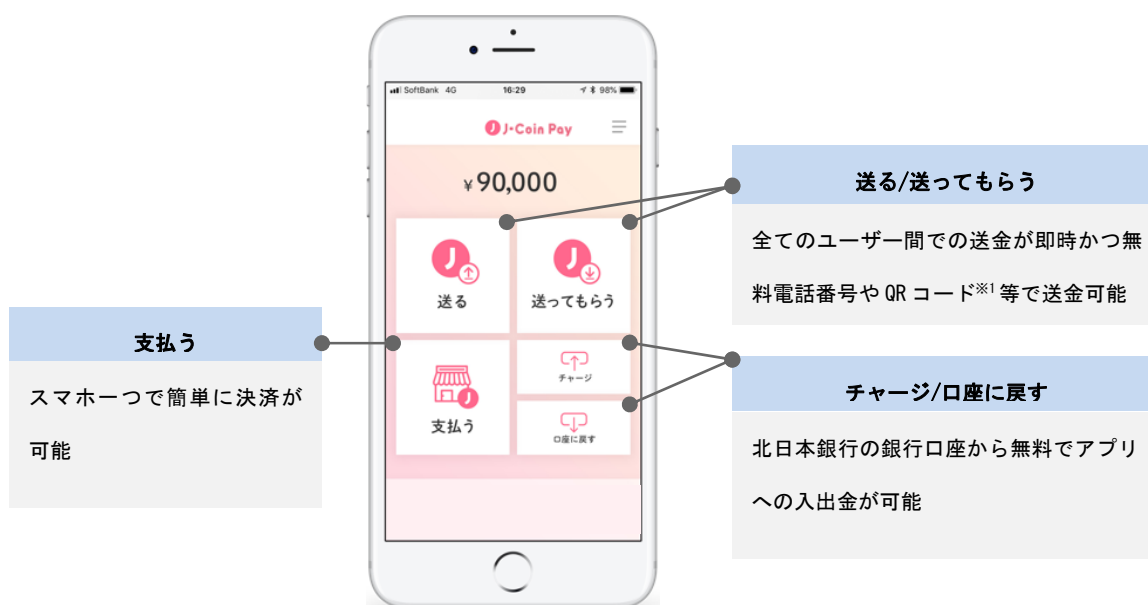 SoftBank 4G 16:29 98%
J-Coin Pay
¥90,000
送る
送ってもらう
支払う
チャージ
口座に戻す
支払う
スマホ一つで簡単に決済が
可能
送る/送ってもらう
全てのユーザー間での送金が即時かつ無
料電話番号や QR コード※1 等で送金可能
チャージ/口座に戻す
北日本銀行の銀行口座から無料でアプリ
への入出金が可能